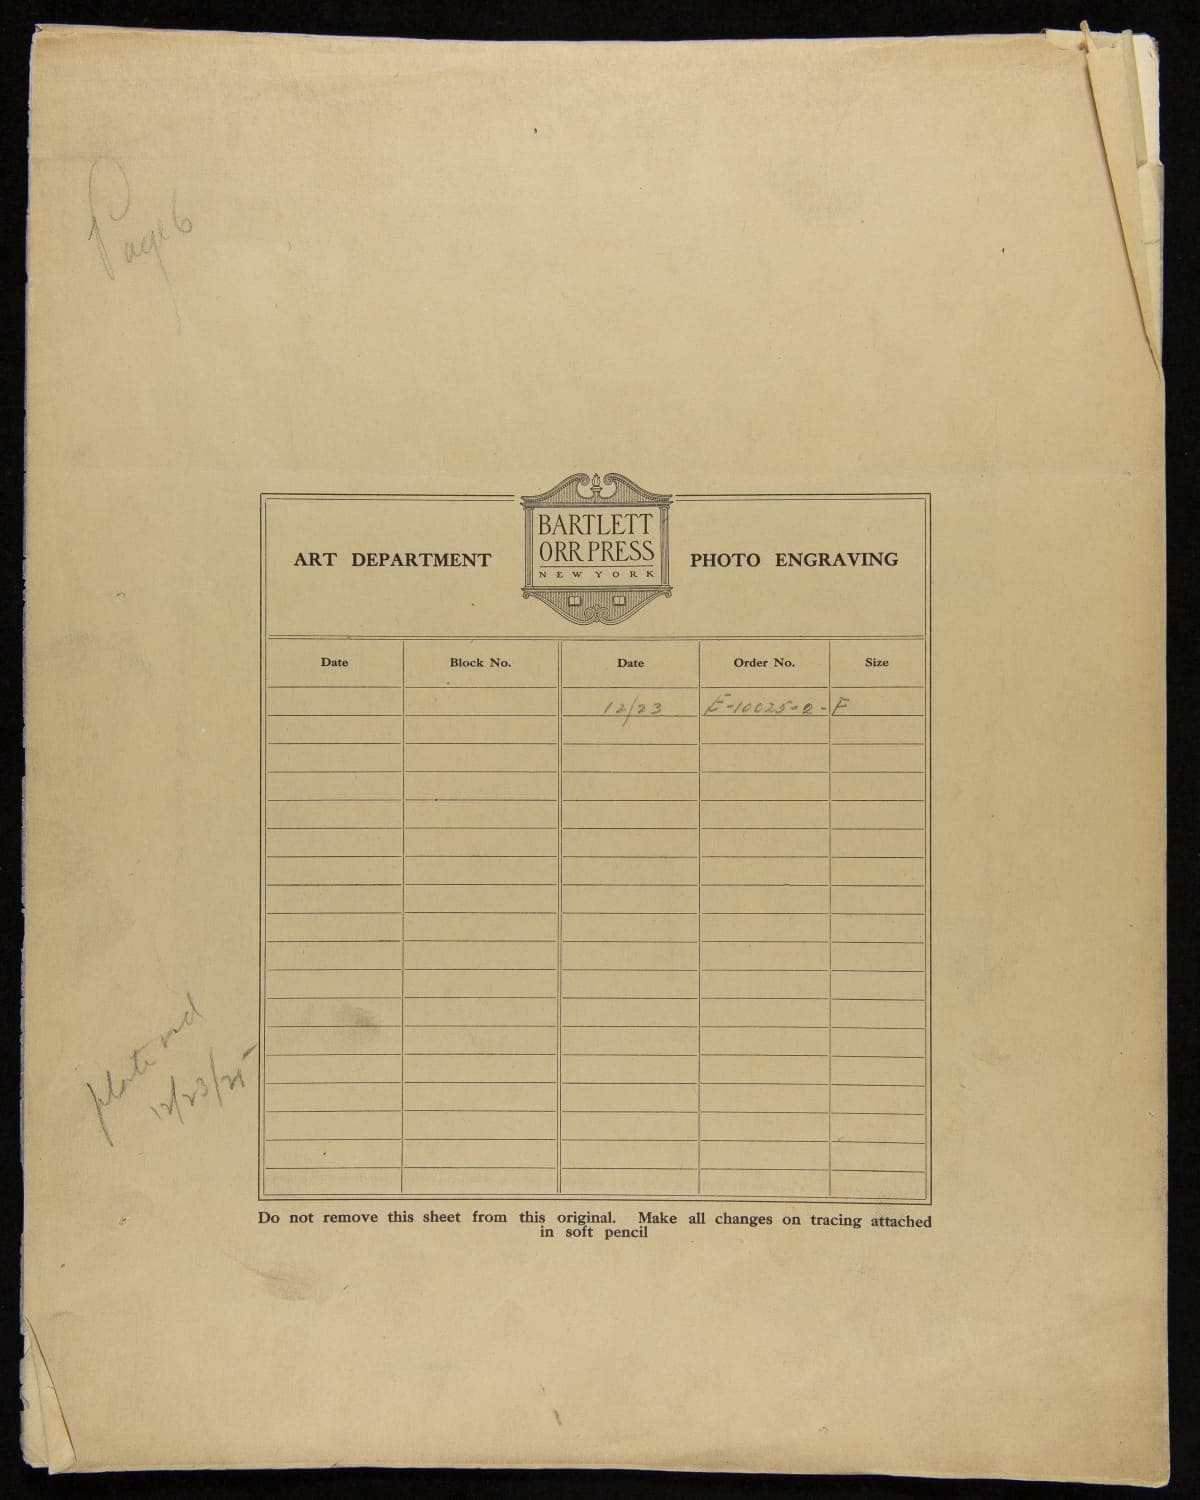 Page 6
BARTLETT
ORR PRESS
NEW YORK
ART DEPARTMENT PHOTO ENGRAVING
Date Block No. Date Order No. Size
12/23 E-10025-2-F
plate
12/23/25
Do not remove this sheet from this original. Make all changes on tracing attached
in soft pencil